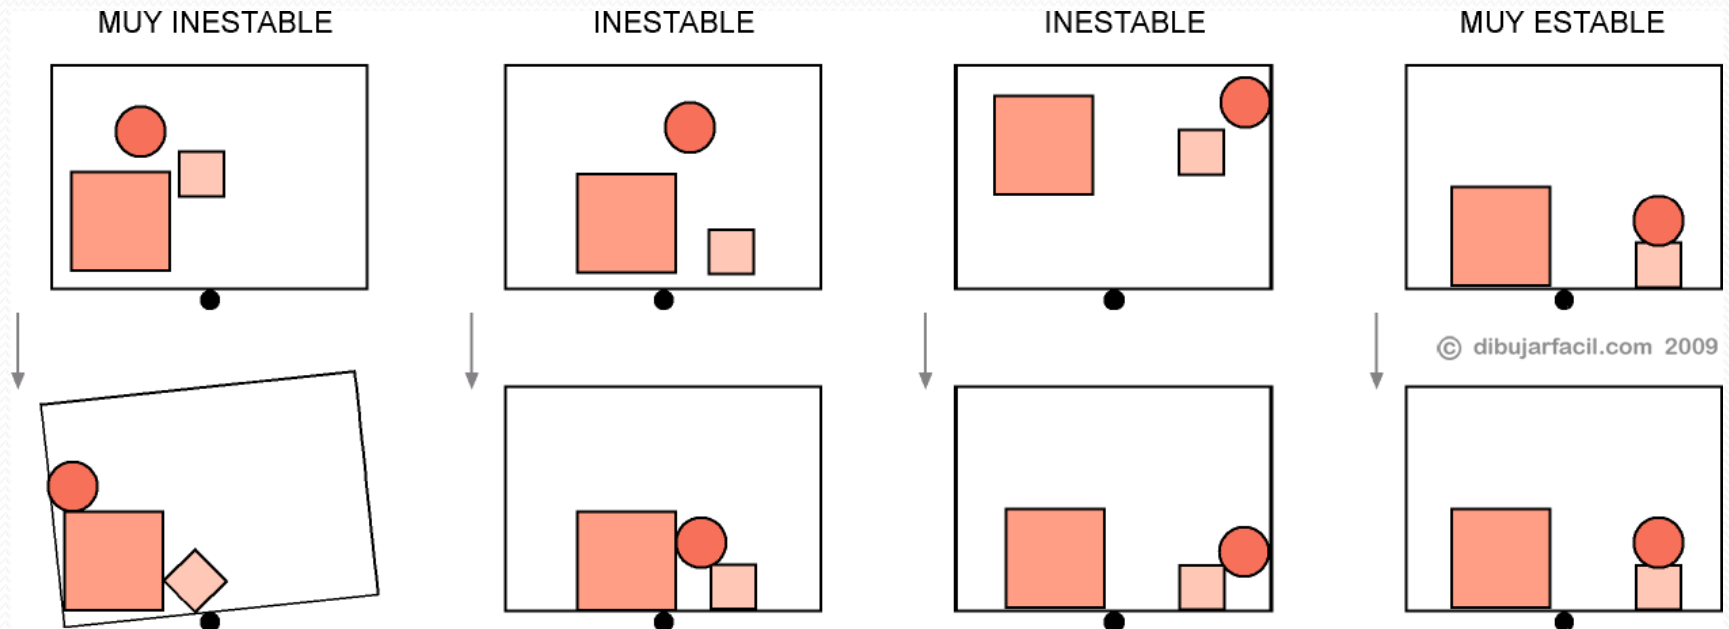 MUY INESTABLE
INESTABLE
INESTABLE
MUY ESTABLE
© dibujarfacil.com 2009